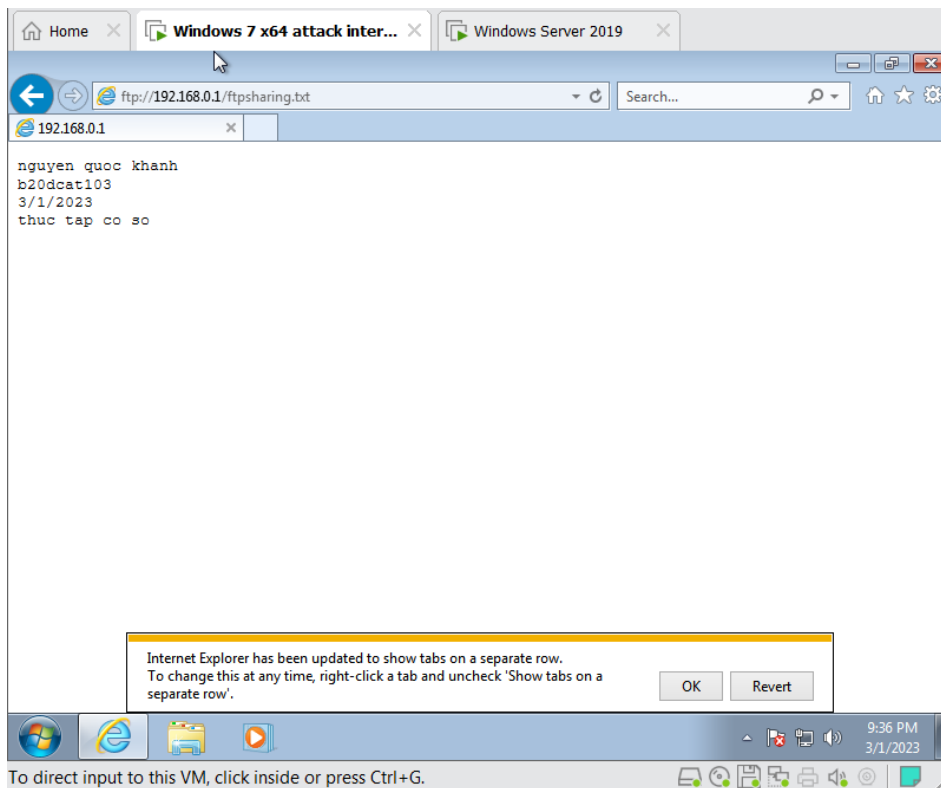 Home
Windows 7 x64 attack inter...
Windows Server 2019
ftp://192.168.0.1/ftpsharing.txt
Search...
192.168.0.1
nguyen quoc khanh
b20dcat103
3/1/2023
thuc tap co so
Internet Explorer has been updated to show tabs on a separate row.
To change this at any time, right-click a tab and uncheck 'Show tabs on a
separate row'.
OK
Revert
9:36 PM
3/1/2023
To direct input to this VM, click inside or press Ctrl+G.